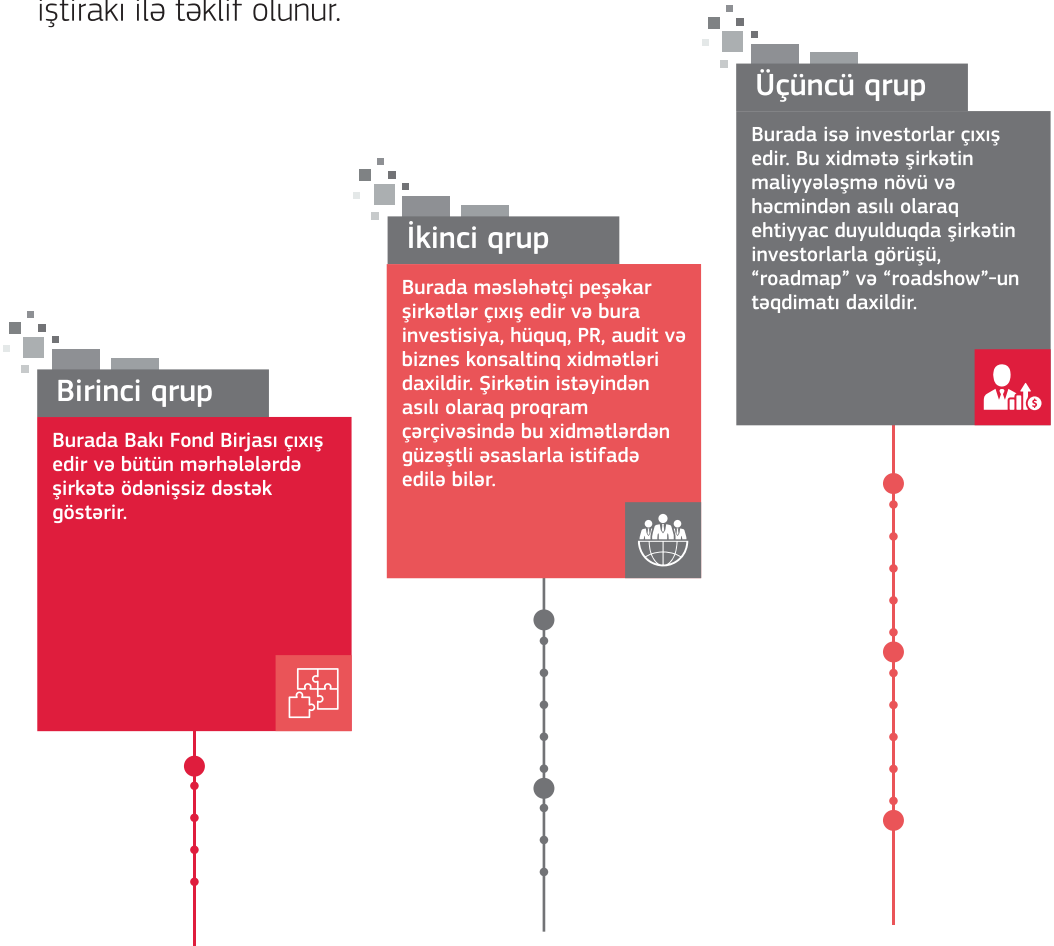 iştirakı ilə təklif olunur.
Birinci qrup
Burada Bakı Fond Birjası çıxış
edir və bütün mərhələlərdə
şirkətə ödənişsiz dəstək
göstərir.
İkinci qrup
Burada məsləhətçi peşəkar
şirkətlər çıxış edir və bura
investisiya, hüquq, PR, audit və
biznes konsaltinq xidmətləri
daxildir. Şirkətin istəyindən
asılı olaraq proqram
çərçivəsində bu xidmətlərdən
güzəştli əsaslarla istifadə
edilə bilər.
Üçüncü qrup
Burada isə investorlar çıxış
edir. Bu xidmətə şirkətin
maliyyələşmə növü və
həcmindən asılı olaraq
ehtiyyac duyulduqda şirkətin
investorlarla görüşü,
“roadmap” və “roadshow”-un
təqdimatı daxildir.